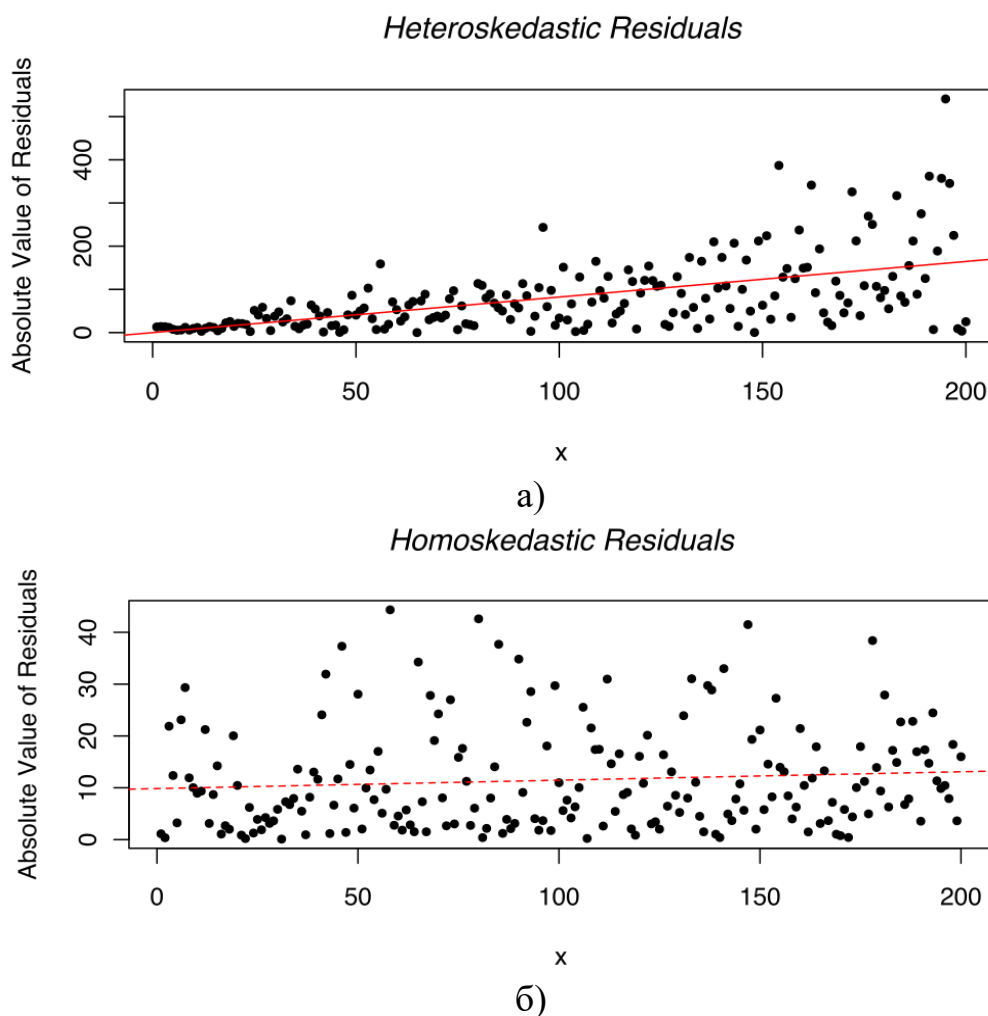 Heteroskedastic Residuals
Absolute Value of Residuals
400
200
0
0 50 100 150 200
x
а)
Homoskedastic Residuals
Absolute Value of Residuals
40
30
20
10
0
0 50 100 150 200
x
б)